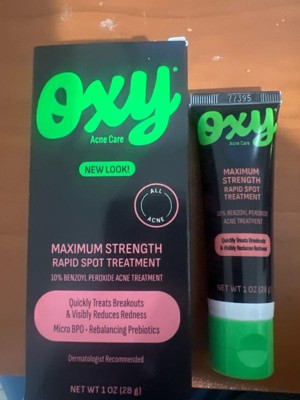 Oxy
Acne Care
NEW LOOK!
ALL
ACNE
MAXIMUM STRENGTH
RAPID SPOT TREATMENT
10% BENZOYL PEROXIDE ACNE TREATMENT
Quickly Treats Breakouts
& Visibly Reduces Redness
Micro BPO • Rebalancing Prebiotics
Dermatologist Recommended
NET WT 1 OZ (28 g)
77395
Oxy
Acne Care
MAXIMUM
STRENGTH
RAPID SPOT TREATMENT
10% BENZOYL PEROXIDE
ACNE TREATMENT
Quickly Treats Breakouts
& Visibly Reduces Redness
NET WT 1 OZ (28 g)